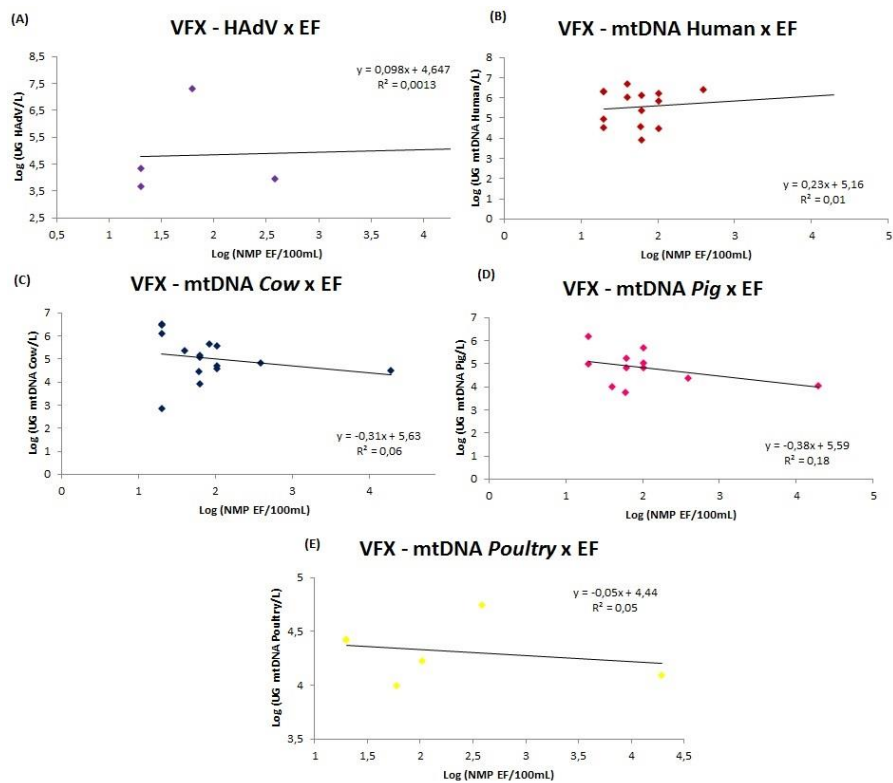 (A)
VFX - HAdV x EF
Log (UG HAdV/L)
8,5
7,5
6,5
5,5
4,5
3,5
2,5
y = 0,098x + 4,647
R² = 0,0013
0,5 1 1,5 2 2,5 3 3,5 4
Log (NMP EF/100mL)
(B)
VFX - mtDNA Human x EF
Log (UG mtDNA Human/L)
8
7
6
5
4
3
2
1
0
y = 0,23x + 5,16
R² = 0,01
0 1 2 3 4 5
Log (NMP EF/100mL)
(C)
VFX - mtDNA Cow x EF
Log (UG mtDNA Cow/L)
7
6
5
4
3
2
1
0
y = -0,31x + 5,63
R² = 0,06
0 1 2 3 4
Log (NMP EF/100mL)
(D)
VFX - mtDNA Pig x EF
Log (UG mtDNA Pig/L)
7
6
5
4
3
2
1
0
y = -0,38x + 5,59
R² = 0,18
0 1 2 3 4 5
Log (NMP EF/100mL)
(E)
VFX - mtDNA Poultry x EF
Log (UG mtDNA Poultry/L)
5
4,5
4
3,5
y = -0,05x + 4,44
R² = 0,05
1 1,5 2 2,5 3 3,5 4 4,5
Log (NMP EF/100mL)